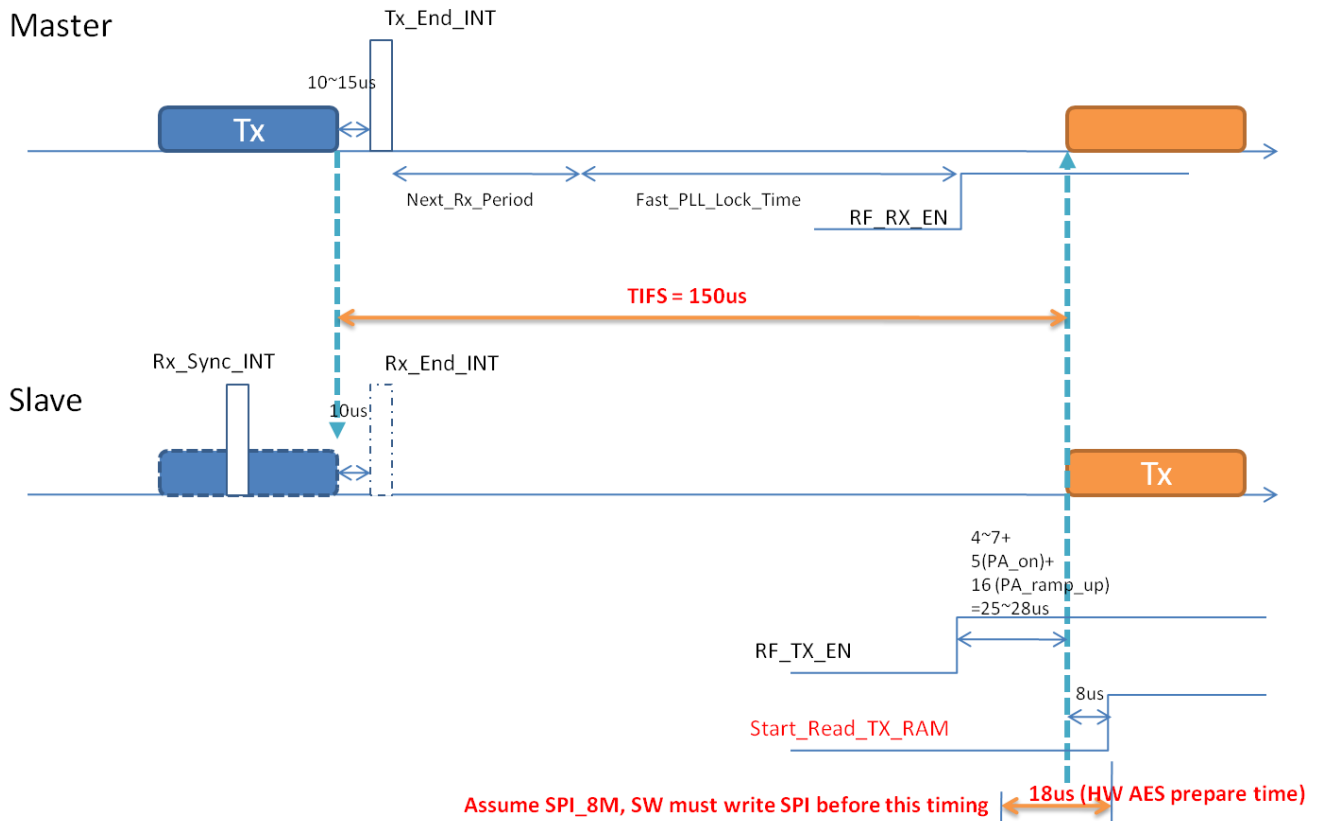 Master
Tx_End_INT
10~15us
Tx
Next_Rx_Period
Fast_PLL_Lock_Time
RF_RX_EN
TIFS = 150us
Rx_Sync_INT
Rx_End_INT
Slave
10us
Tx
4~7+
5(PA_on)+
16 (PA_ramp_up)
=25~28us
RF_TX_EN
8us
Start_Read_TX_RAM
Assume SPI_8M, SW must write SPI before this timing
18us (HW AES prepare time)